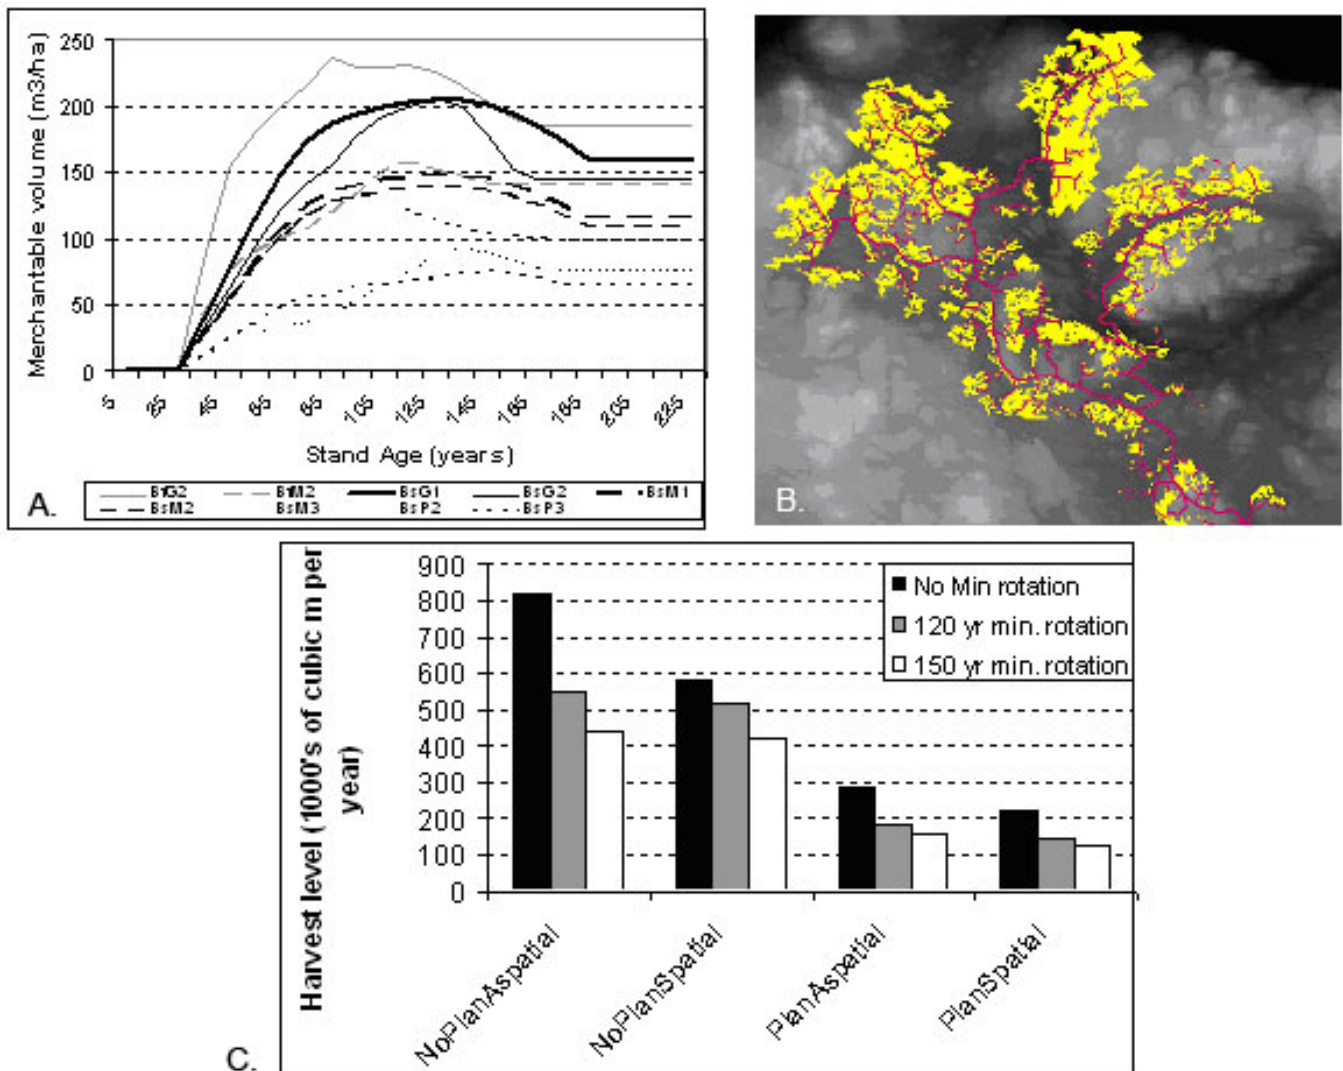 Merchantable volume (m3/ha)
250
200
150
100
50
0
5
25
45
65
85
105
125
145
165
185
205
225
Stand Age (years)
BfG2 BfM2 BsG1 BsG2 BsM1
BsM2 BsM3 BsP2 BsP3
A.
B.
Harvest level (1000's of cubic m per
year)
900
800
700
600
500
400
300
200
100
0
No Min rotation
120 yr min. rotation
150 yr min. rotation
NoPlanAspatial
NoPlanSpatial
PlanAspatial
PlanSpatial
C.